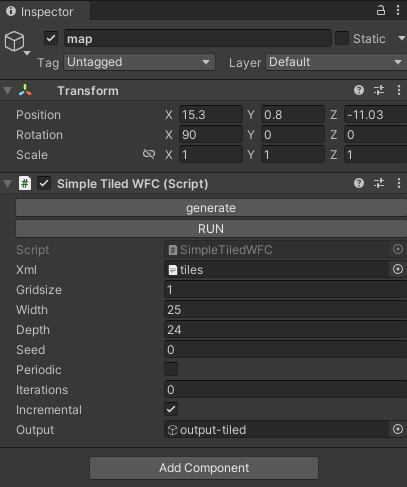 Inspector
map Static
Tag Untagged Layer Default
Transform
Position X 15.3 Y 0.8 Z -11.03
Rotation X 90 Y 0 Z 0
Scale X 1 Y 1 Z 1
Simple Tiled WFC (Script)
generate
RUN
Script SimpleTiledWFC
Xml tiles
Gridsize 1
Width 25
Depth 24
Seed 0
Periodic
Iterations 0
Incremental
Output output-tiled
Add Component